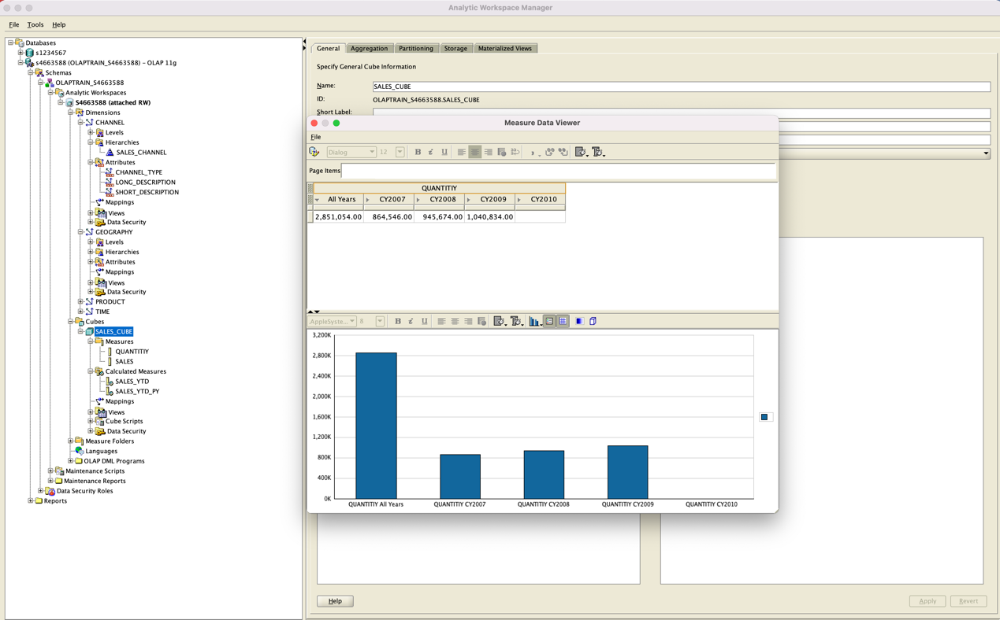 Analytic Workspace Manager
File Tools Help
Databases
s1234567
s4663588 (OLAPTRAIN_S4663588) - OLAP 11g
Schemas
OLAPTRAIN_S4663588
Analytic Workspaces
S4663588 (attached RW)
Dimensions
CHANNEL
Levels
Hierarchies
SALES_CHANNEL
Attributes
CHANNEL_TYPE
LONG_DESCRIPTION
SHORT_DESCRIPTION
Mappings
Views
Data Security
GEOGRAPHY
Levels
Hierarchies
Attributes
Mappings
Views
Data Security
PRODUCT
TIME
Cubes
SALES_CUBE
Measures
QUANTITIY
SALES
Calculated Measures
SALES_YTD
SALES_YTD_PY
Mappings
Views
Cube Scripts
Data Security
Measure Folders
Languages
OLAP DML Programs
Maintenance Scripts
Maintenance Reports
Data Security Roles
Reports
General Aggregation Partitioning Storage Materialized Views
Specify General Cube Information
Name: SALES_CUBE
ID: OLAPTRAIN_S4663588.SALES_CUBE
Short Label:
Measure Data Viewer
File
Dialog 12 B i U
Page Items
QUANTITIY
All Years CY2007 CY2008 CY2009 CY2010
2,851,054.00 864,546.00 945,674.00 1,040,834.00
.AppleSyste... 8 B i U
3,200K
2,800K
2,400K
2,000K
1,600K
1,200K
800K
400K
0K
QUANTITIY All Years QUANTITIY CY2007 QUANTITIY CY2008 QUANTITIY CY2009 QUANTITIY CY2010
Help Apply Revert